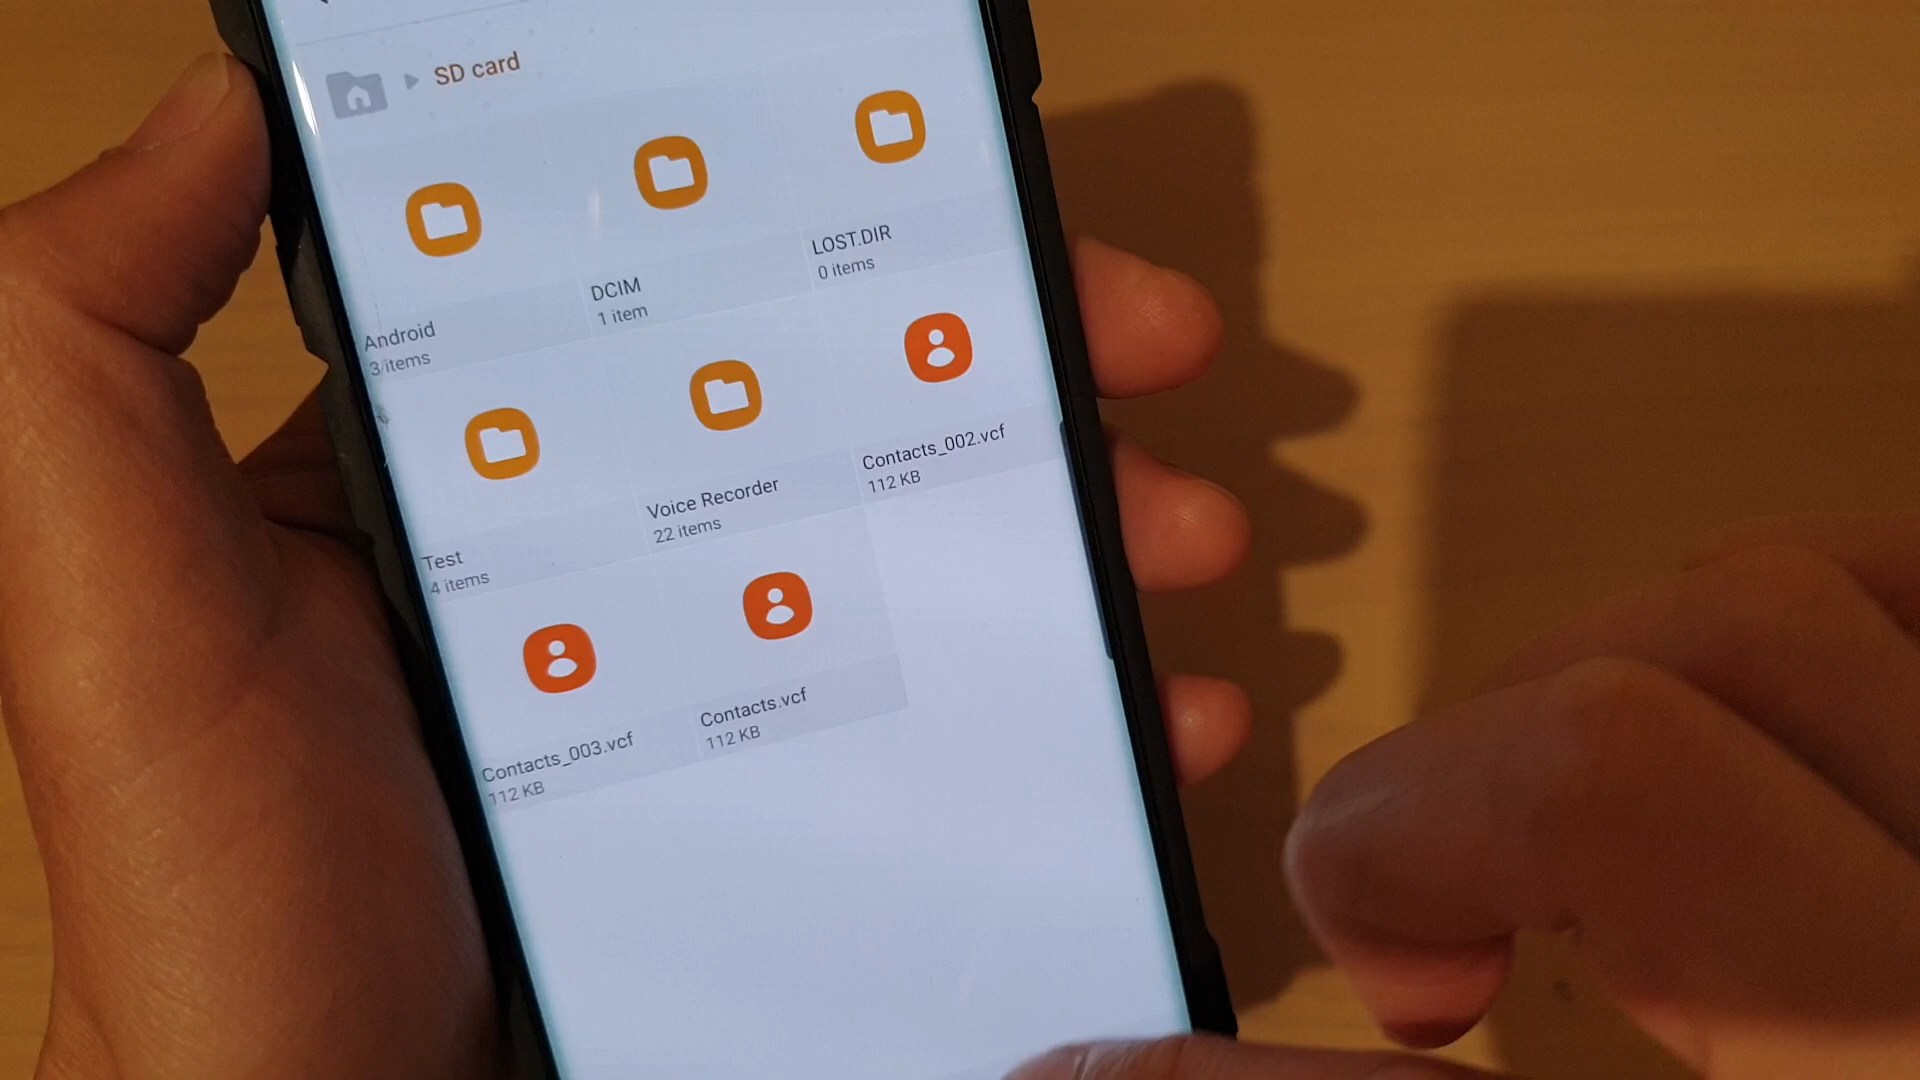 SD card
Android
3 items
DCIM
1 item
LOST.DIR
0 items
Test
4 items
Voice Recorder
22 items
Contacts_002.vcf
112 KB
Contacts_003.vcf
112 KB
Contacts.vcf
112 KB